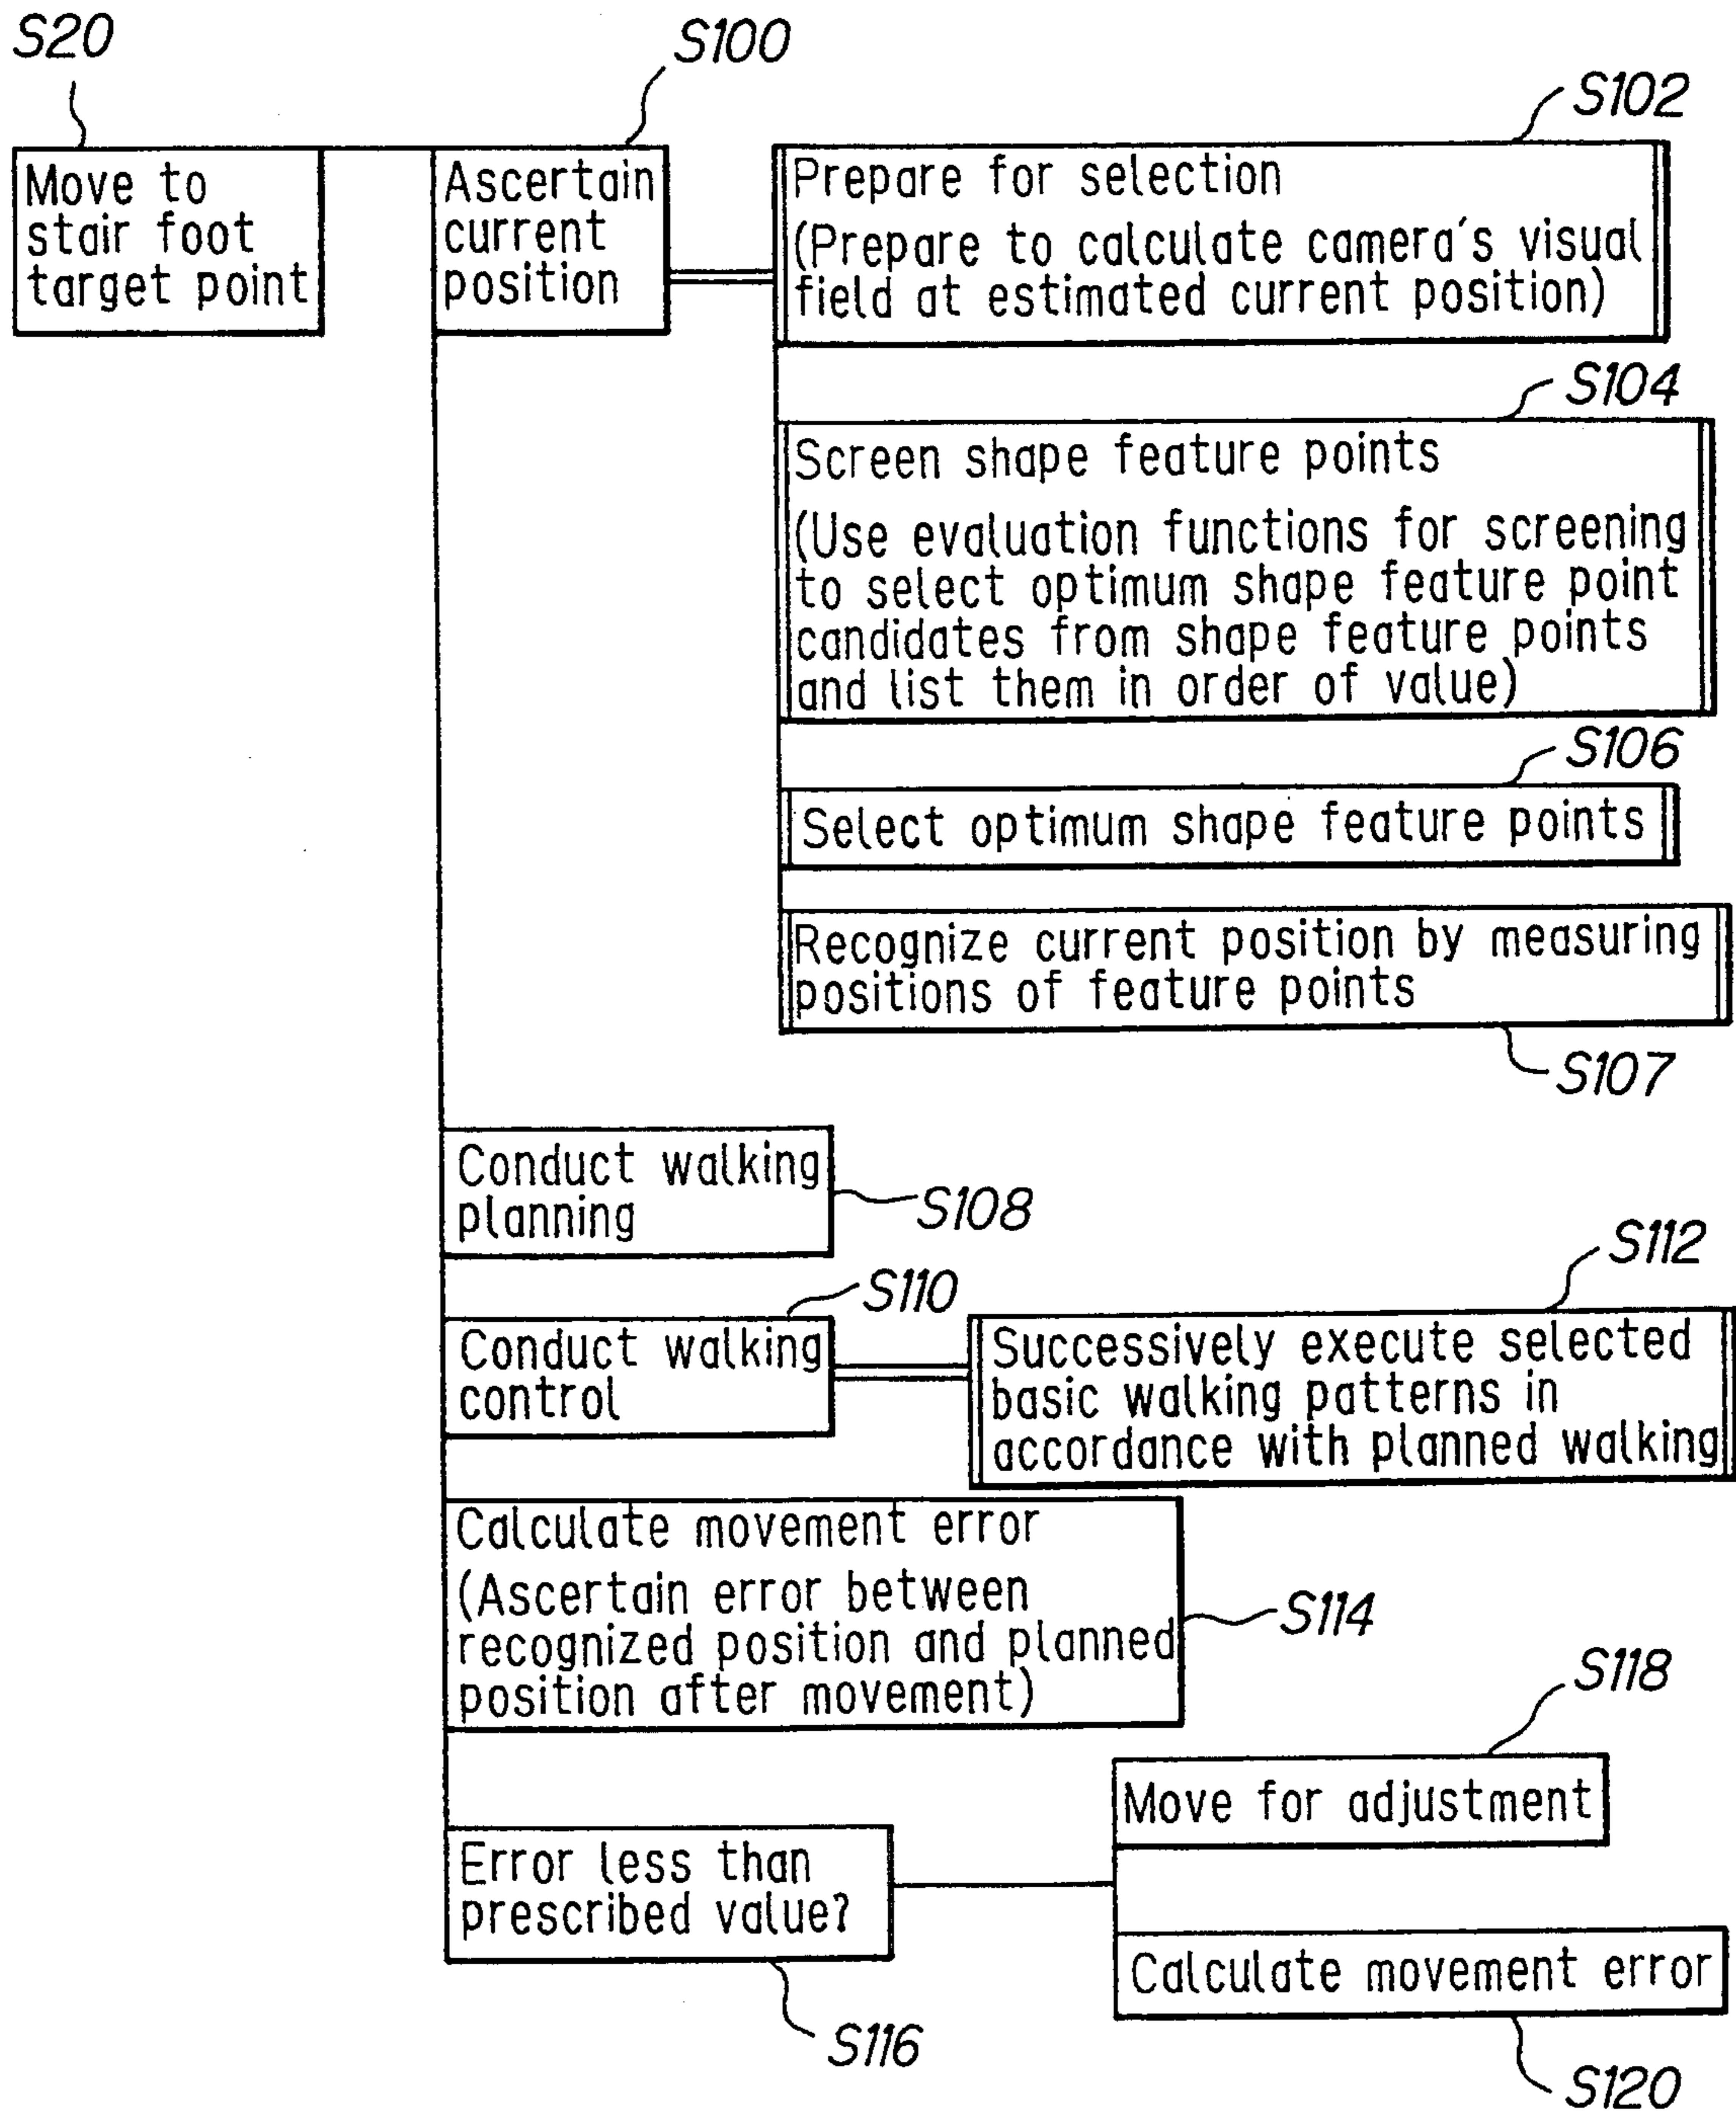 S20
S100
S102
Move to
stair foot
target point
Ascertain
current
position
Prepare for selection
(Prepare to calculate camera's visual
field at estimated current position)
S104
Screen shape feature points
(Use evaluation functions for screening
to select optimum shape feature point
candidates from shape feature points
and list them in order of value)
S106
Select optimum shape feature points
Recognize current position by measuring
positions of feature points
S107
Conduct walking
planning
S108
S110
S112
Conduct walking
control
Successively execute selected
basic walking patterns in
accordance with planned walking
Calculate movement error
(Ascertain error between
recognized position and planned
position after movement)
S114
S118
Move for adjustment
Error less than
prescribed value?
Calculate movement error
S116
S120